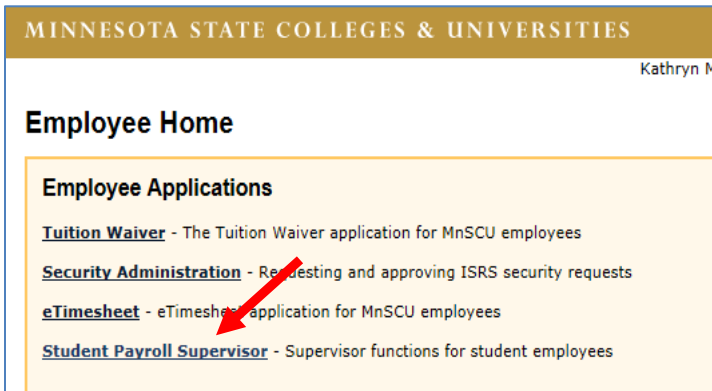 MINNESOTA STATE COLLEGES & UNIVERSITIES
Kathryn M
Employee Home
Employee Applications
Tuition Waiver - The Tuition Waiver application for MnSCU employees
Security Administration - Requesting and approving ISRS security requests
eTimesheet - eTimesheet application for MnSCU employees
Student Payroll Supervisor - Supervisor functions for student employees